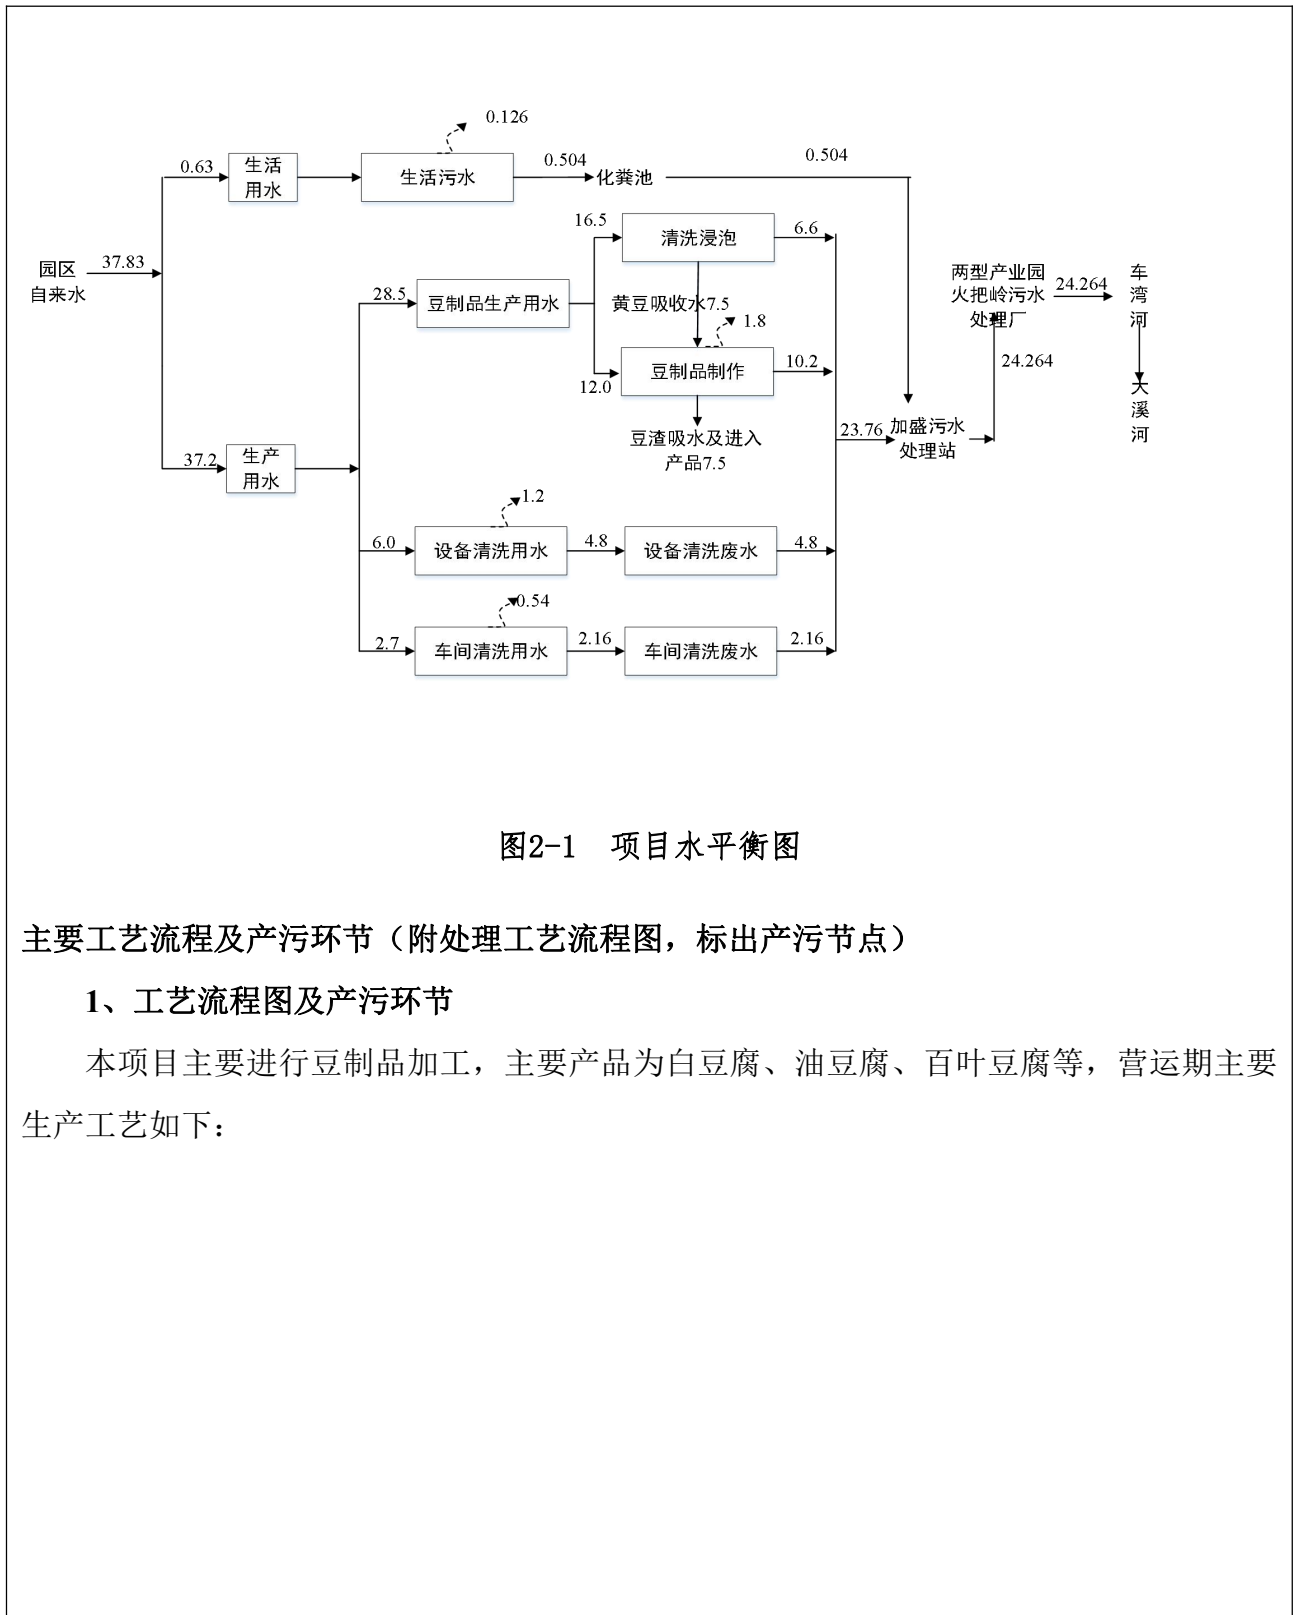 0.126
0.63
生活
用水
生活污水
0.504
化粪池
0.504
16.5
清洗浸泡
6.6
园区
自来水
37.83
28.5
豆制品生产用水
黄豆吸收水7.5
1.8
12.0
豆制品制作
10.2
豆渣吸水及进入
产品7.5
23.76
加盛污水
处理站
24.264
两型产业园
火把岭污水
处理厂
24.264
车
湾
河
大
溪
河
37.2
生产
用水
1.2
6.0
设备清洗用水
4.8
设备清洗废水
4.8
0.54
2.7
车间清洗用水
2.16
车间清洗废水
2.16
图2-1 项目水平衡图
主要工艺流程及产污环节（附处理工艺流程图，标出产污节点）
1、工艺流程图及产污环节
本项目主要进行豆制品加工，主要产品为白豆腐、油豆腐、百叶豆腐等，营运期主要
生产工艺如下：